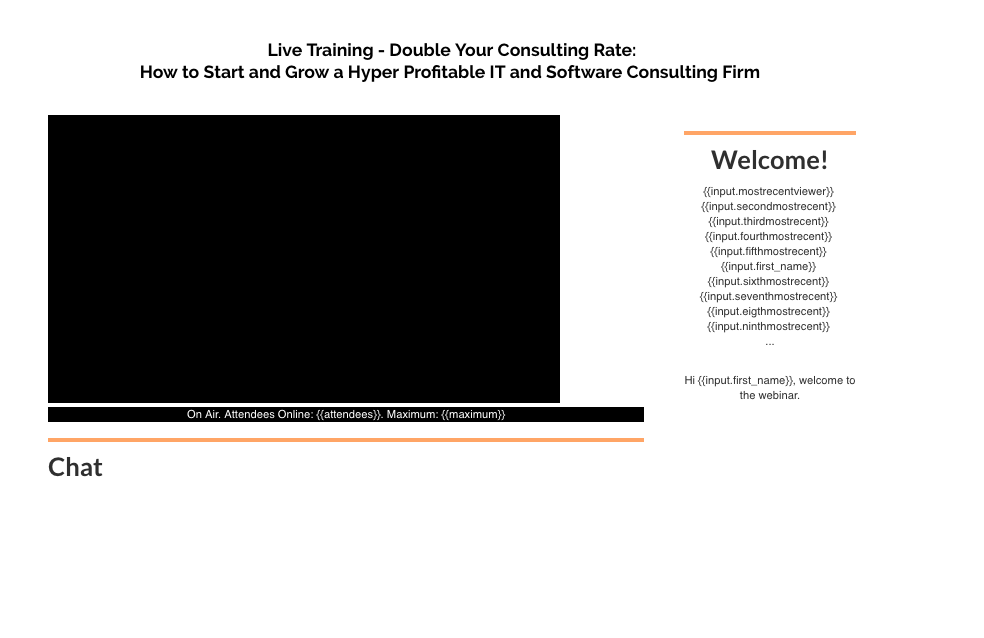 Live Training - Double Your Consulting Rate:
How to Start and Grow a Hyper Profitable IT and Software Consulting Firm
On Air. Attendees Online: {{attendees}}. Maximum: {{maximum}}
Chat
Welcome!
{{input.mostrecentviewer}}
{{input.secondmostrecent}}
{{input.thirdmostrecent}}
{{input.fourthmostrecent}}
{{input.fifthmostrecent}}
{{input.first_name}}
{{input.sixthmostrecent}}
{{input.seventhmostrecent}}
{{input.eigthmostrecent}}
{{input.ninthmostrecent}}
...
Hi {{input.first_name}}, welcome to
the webinar.